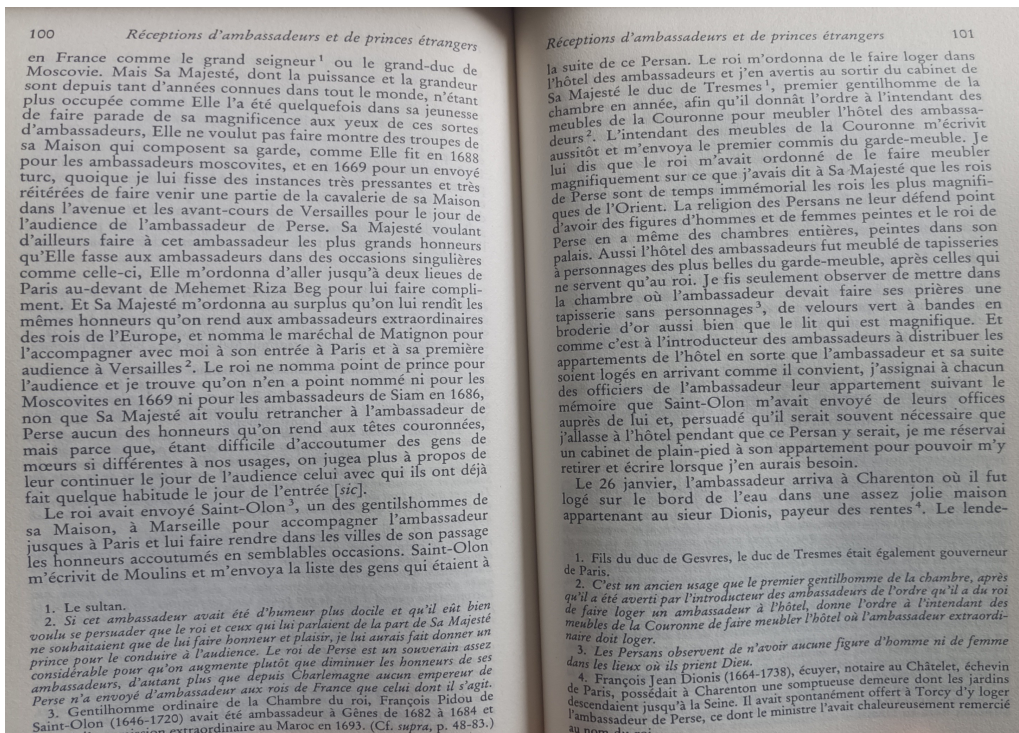 100 Réceptions d'ambassadeurs et de princes étrangers
en France comme le grand seigneur¹ ou le grand-duc de
Moscovie. Mais Sa Majesté, dont la puissance et la grandeur
sont depuis tant d'années connues dans tout le monde, n'étant
plus occupée comme Elle l'a été quelquefois dans sa jeunesse
de faire parade de sa magnificence aux yeux de ces sortes
d'ambassadeurs, Elle ne voulut pas faire montre des troupes de
sa Maison qui composent sa garde, comme Elle fit en 1688
pour les ambassadeurs moscovites, et en 1669 pour un envoyé
turc, quoique je lui fisse des instances très pressantes et très
réitérées de faire venir une partie de la cavalerie de sa Maison
dans l'avenue et les avant-cours de Versailles pour le jour de
l'audience de l'ambassadeur de Perse. Sa Majesté voulant
d'ailleurs faire à cet ambassadeur les plus grands honneurs
qu'Elle fasse aux ambassadeurs dans des occasions singulières
comme celle-ci, Elle m'ordonna d'aller jusqu'à deux lieues de
Paris au-devant de Mehemet Riza Beg pour lui faire compli-
ment. Et Sa Majesté m'ordonna au surplus qu'on lui rendît les
mêmes honneurs qu'on rend aux ambassadeurs extraordinaires
des rois de l'Europe, et nomma le maréchal de Matignon pour
l'accompagner avec moi à son entrée à Paris et à sa première
audience à Versailles². Le roi ne nomma point de prince pour
l'audience et je trouve qu'on n'en a point nommé ni pour les
Moscovites en 1669 ni pour les ambassadeurs de Siam en 1686,
non que Sa Majesté ait voulu retrancher à l'ambassadeur de
Perse aucun des honneurs qu'on rend aux têtes couronnées,
mais parce que, étant difficile d'accoutumer des gens de
mœurs si différentes à nos usages, on jugea plus à propos de
leur continuer le jour de l'audience celui avec qui ils ont déjà
fait quelque habitude le jour de l'entrée [sic].
Le roi avait envoyé Saint-Olon³, un des gentilshommes de
sa Maison, à Marseille pour accompagner l'ambassadeur
jusques à Paris et lui faire rendre dans les villes de son passage
les honneurs accoutumés en semblables occasions. Saint-Olon
m'écrivit de Moulins et m'envoya la liste des gens qui étaient à
1. Le sultan.
2. Si cet ambassadeur avait été d'humeur plus docile et qu'il eût bien
voulu se persuader que le roi et ceux qui lui parlaient de la part de Sa Majesté
ne souhaitaient que de lui faire honneur et plaisir, je lui aurais fait donner un
prince pour le conduire à l'audience. Le roi de Perse est un souverain assez
considérable pour qu'on augmente plutôt que diminuer les honneurs de ses
ambassadeurs, d'autant plus que depuis Charlemagne aucun empereur de
Perse n'a envoyé d'ambassadeur aux rois de France que celui dont il s'agit.
3. Gentilhomme ordinaire de la Chambre du roi, François Pidou de
Saint-Olon (1646-1720) avait été ambassadeur à Gênes de 1682 à 1684 et
extraordinaire au Maroc en 1693. (Cf. supra, p. 48-83.)
Réceptions d'ambassadeurs et de princes étrangers 101
la suite de ce Persan. Le roi m'ordonna de le faire loger dans
l'hôtel des ambassadeurs et j'en avertis au sortir du cabinet de
Sa Majesté le duc de Tresmes¹, premier gentilhomme de la
chambre en année, afin qu'il donnât l'ordre à l'intendant des
meubles de la Couronne pour meubler l'hôtel des ambassa-
deurs². L'intendant des meubles de la Couronne m'écrivit
aussitôt et m'envoya le premier commis du garde-meuble. Je
lui dis que le roi m'avait ordonné de le faire meubler
magnifiquement sur ce que j'avais dit à Sa Majesté que les rois
de Perse sont de temps immémorial les rois les plus magnifi-
ques de l'Orient. La religion des Persans ne leur défend point
d'avoir des figures d'hommes et de femmes peintes et le roi de
Perse en a même des chambres entières, peintes dans son
palais. Aussi l'hôtel des ambassadeurs fut meublé de tapisseries
à personnages des plus belles du garde-meuble, après celles qui
ne servent qu'au roi. Je fis seulement observer de mettre dans
la chambre où l'ambassadeur devait faire ses prières une
tapisserie sans personnages³, de velours vert à bandes en
broderie d'or aussi bien que le lit qui est magnifique. Et
comme c'est à l'introducteur des ambassadeurs à distribuer les
appartements de l'hôtel en sorte que l'ambassadeur et sa suite
soient logés en arrivant comme il convient, j'assignai à chacun
des officiers de l'ambassadeur leur appartement suivant le
mémoire que Saint-Olon m'avait envoyé de leurs offices
auprès de lui et, persuadé qu'il serait souvent nécessaire que
j'allasse à l'hôtel pendant que ce Persan y serait, je me réservai
un cabinet de plain-pied à son appartement pour pouvoir m'y
retirer et écrire lorsque j'en aurais besoin.
Le 26 janvier, l'ambassadeur arriva à Charenton où il fut
logé sur le bord de l'eau dans une assez jolie maison
appartenant au sieur Dionis, payeur des rentes⁴. Le lende-
1. Fils du duc de Gesvres, le duc de Tresmes était également gouverneur
de Paris.
2. C'est un ancien usage que le premier gentilhomme de la chambre, après
qu'il a été averti par l'introducteur des ambassadeurs de l'ordre qu'il a du roi
de faire loger un ambassadeur à l'hôtel, donne l'ordre à l'intendant des
meubles de la Couronne de faire meubler l'hôtel où l'ambassadeur extraordi-
naire doit loger.
3. Les Persans observent de n'avoir aucune figure d'homme ni de femme
dans les lieux où ils prient Dieu.
4. François Jean Dionis (1664-1738), écuyer, notaire au Châtelet, échevin
de Paris, possédait à Charenton une somptueuse demeure dont les jardins
descendaient jusqu'à la Seine. Il avait spontanément offert à Torcy d'y loger
l'ambassadeur de Perse, ce dont le ministre l'avait chaleureusement remercié
au nom du roi